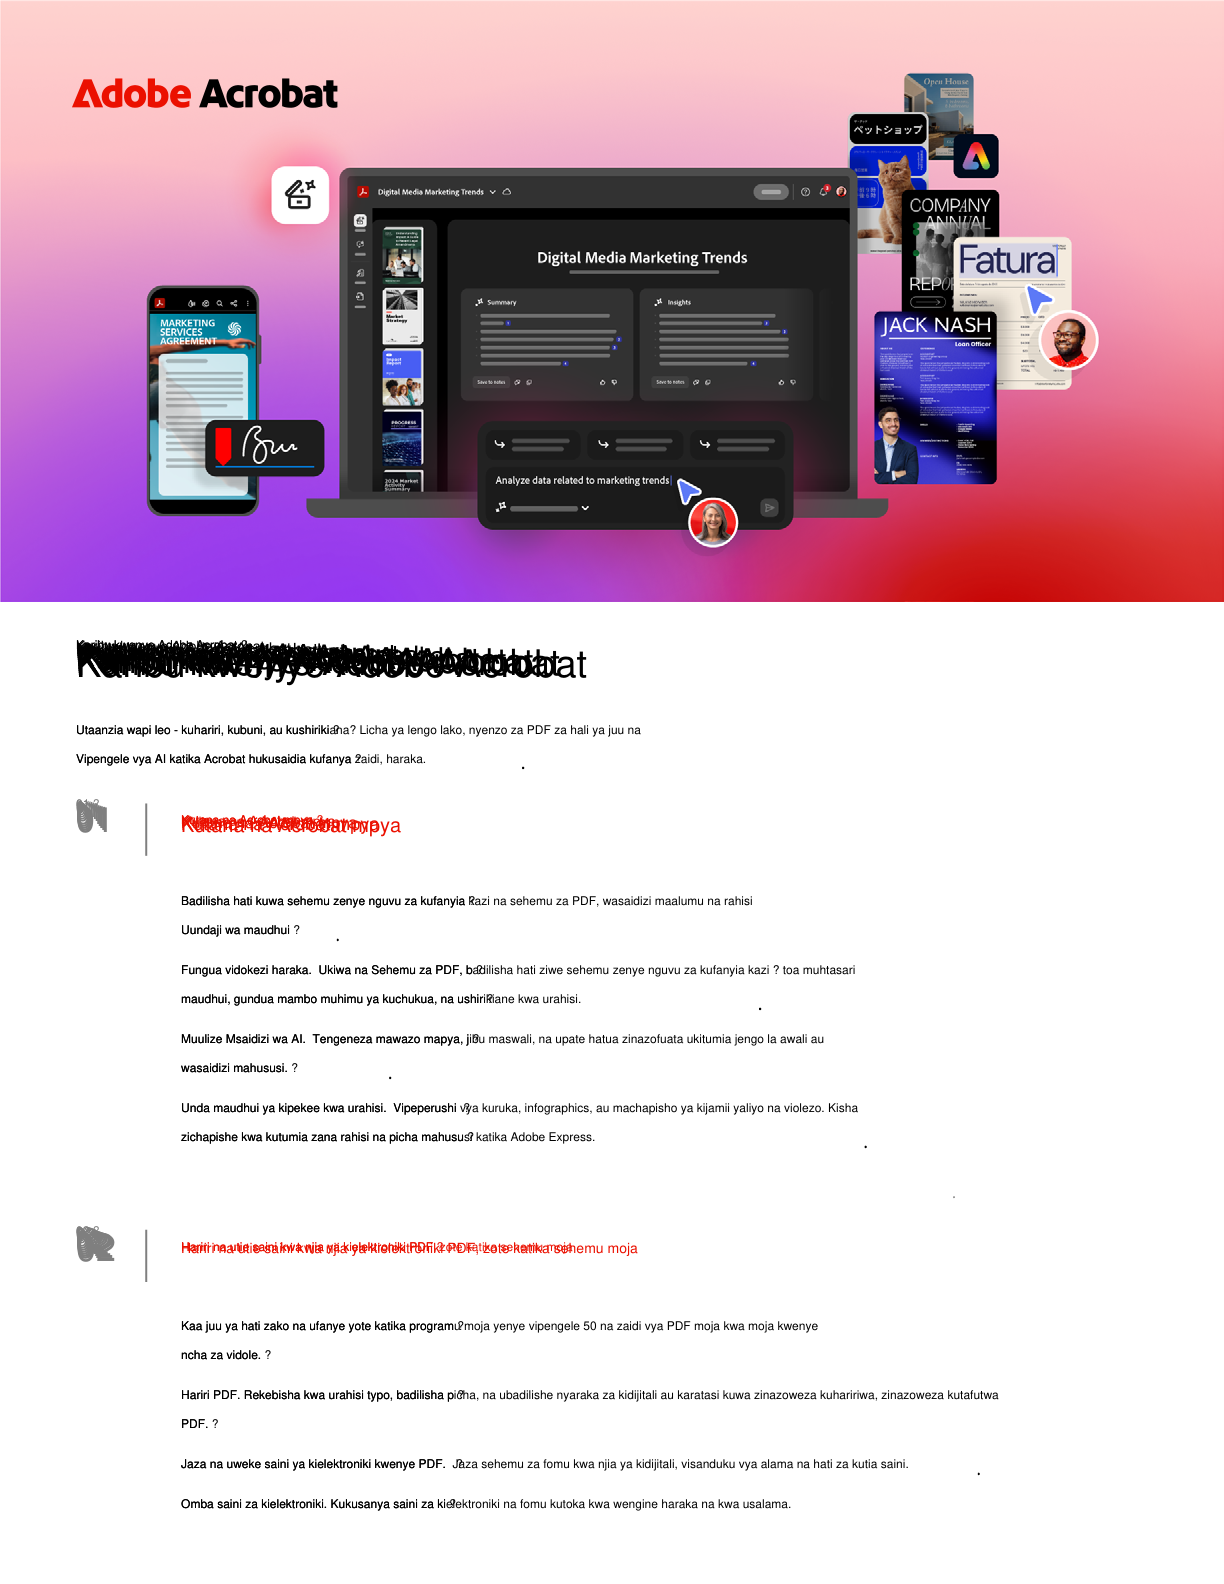 Adobe Acrobat
Open House
ペットショップ
Digital Media Marketing Trends
3
COMPANY
ANNUAL
REPO
Digital Media Marketing Trends
Fatura
Summary
Insights
MARKETING
SERVICES
AGREEMENT
Market
Strategy
JACK NASH
Loan Officer
Impact
Report
Save to notes
Save to notes
PROGRESS
2024 Market
Activity
Summary
Analyze data related to marketing trends
Karibu kwenye Adobe Acrobat
Utaanzia wapi leo - kuhariri, kubuni, au kushirikiana? Licha ya lengo lako, nyenzo za PDF za hali ya juu na
Vipengele vya AI katika Acrobat hukusaidia kufanya zaidi, haraka.
Kutana na Acrobat mpya
Badilisha hati kuwa sehemu zenye nguvu za kufanyia kazi na sehemu za PDF, wasaidizi maalumu na rahisi
Uundaji wa maudhui ?
Fungua vidokezi haraka. Ukiwa na Sehemu za PDF, badilisha hati ziwe sehemu zenye nguvu za kufanyia kazi ? toa muhtasari
maudhui, gundua mambo muhimu ya kuchukua, na ushirikiane kwa urahisi.
Muulize Msaidizi wa AI. Tengeneza mawazo mapya, jibu maswali, na upate hatua zinazofuata ukitumia jengo la awali au
wasaidizi mahususi. ?
Unda maudhui ya kipekee kwa urahisi. Vipeperushi vya kuruka, infographics, au machapisho ya kijamii yaliyo na violezo. Kisha
zichapishe kwa kutumia zana rahisi na picha mahususi katika Adobe Express.
Hariri na utie saini kwa njia ya kielektroniki PDF, zote katika sehemu moja
Kaa juu ya hati zako na ufanye yote katika programu moja yenye vipengele 50 na zaidi vya PDF moja kwa moja kwenye
ncha za vidole. ?
Hariri PDF. Rekebisha kwa urahisi typo, badilisha picha, na ubadilishe nyaraka za kidijitali au karatasi kuwa zinazoweza kuhaririwa, zinazoweza kutafutwa
PDF. ?
Jaza na uweke saini ya kielektroniki kwenye PDF. Jaza sehemu za fomu kwa njia ya kidijitali, visanduku vya alama na hati za kutia saini.
Omba saini za kielektroniki. Kukusanya saini za kielektroniki na fomu kutoka kwa wengine haraka na kwa usalama.